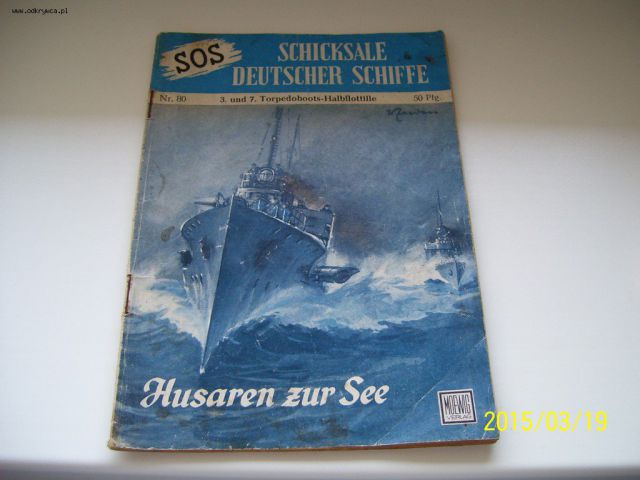 www.odkrywca.pl
SOS
SCHICKSALE
DEUTSCHER SCHIFFE
Nr. 80 3. und 7. Torpedoboots-Halbflottille 50 Pfg.
Husaren zur See
MOEWIG
VERLAG
2015/03/19